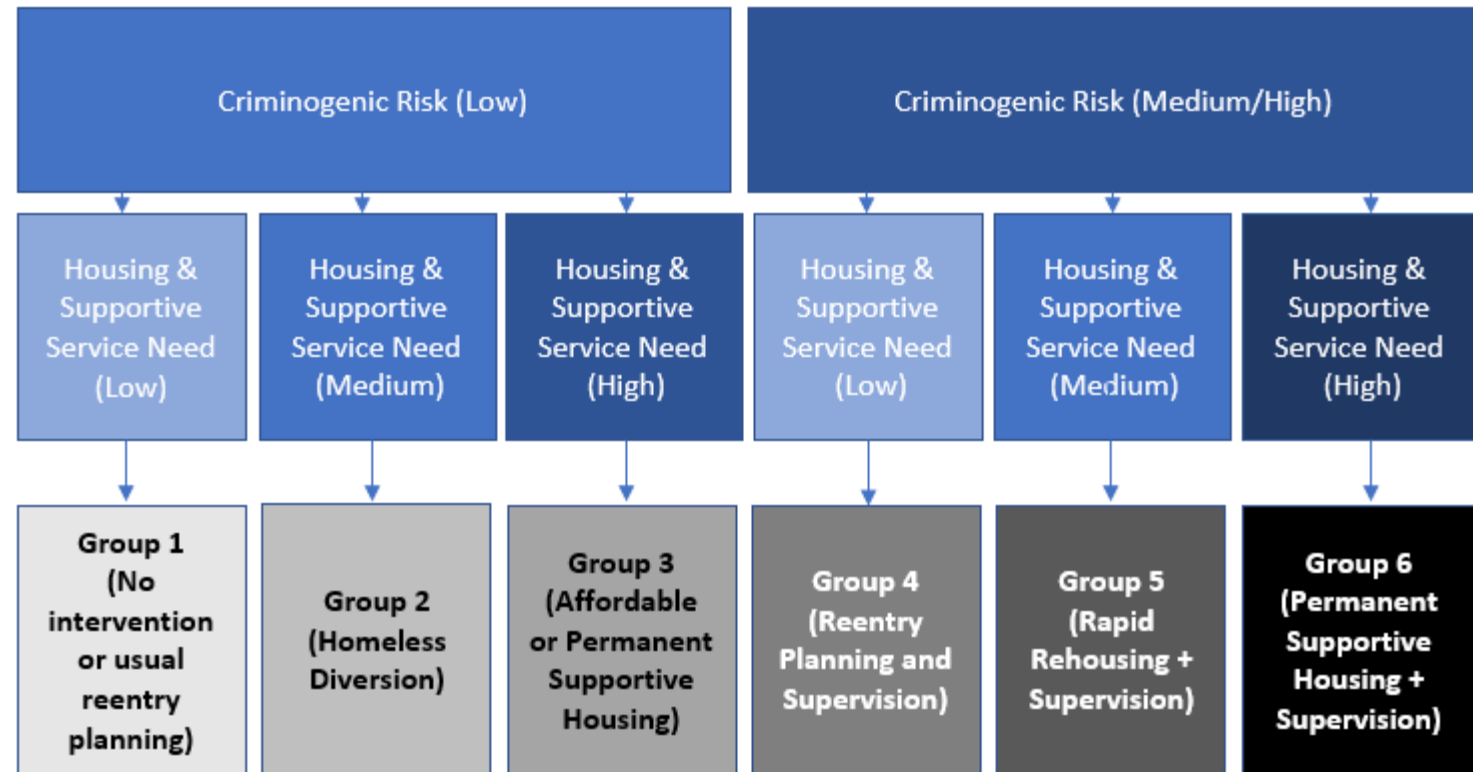 Criminogenic Risk (Low)
Criminogenic Risk (Medium/High)
Housing &
Supportive
Service Need
(Low)
Housing &
Supportive
Service Need
(Medium)
Housing &
Supportive
Service Need
(High)
Housing &
Supportive
Service Need
(Low)
Housing &
Supportive
Service Need
(Medium)
Housing &
Supportive
Service Need
(High)
Group 1
(No
intervention
or usual
reentry
planning)
Group 2
(Homeless
Diversion)
Group 3
(Affordable
or Permanent
Supportive
Housing)
Group 4
(Reentry
Planning and
Supervision)
Group 5
(Rapid
Rehousing +
Supervision)
Group 6
(Permanent
Supportive
Housing +
Supervision)